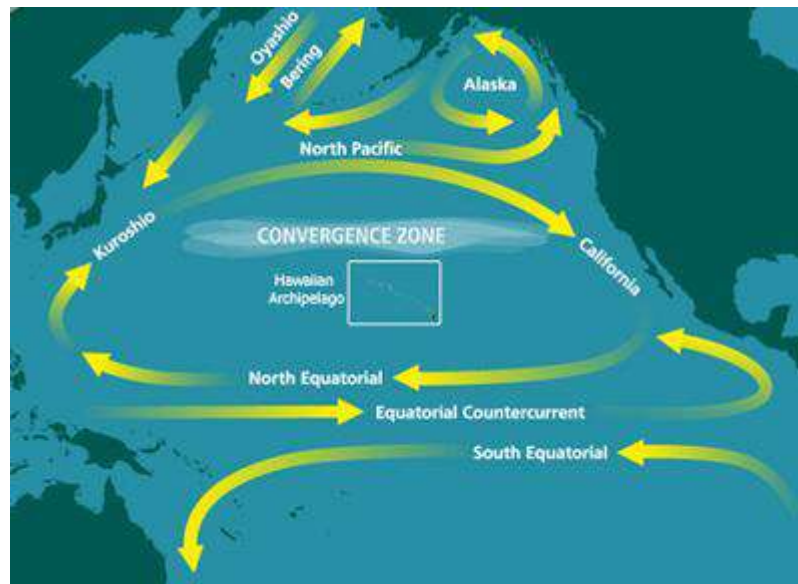 Oyashio
Bering
Alaska
North Pacific
Kuroshio
CONVERGENCE ZONE
California
Hawaiian
Archipelago
North Equatorial
Equatorial Countercurrent
South Equatorial